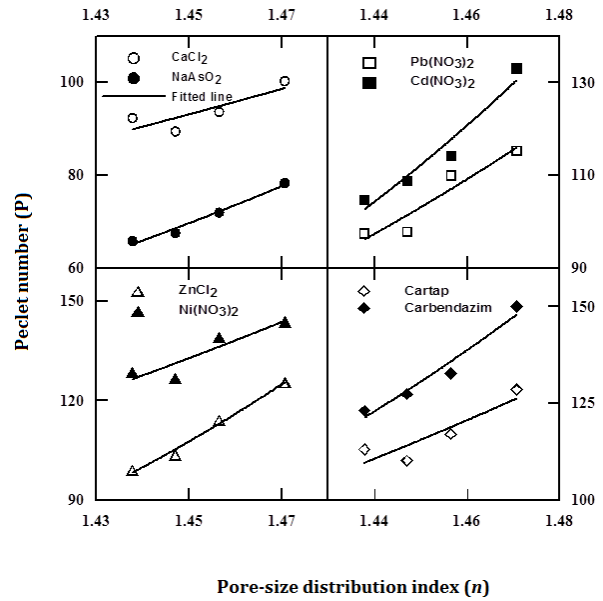 1.43 1.45 1.47 1.44 1.46 1.48
CaCl2
NaAsO2
Fitted line
Pb(NO3)2
Cd(NO3)2
100
80
60
130
110
90
Peclet number (P)
ZnCl2
Ni(NO3)2
Cartap
Carbendazim
150
120
90
150
125
100
1.43 1.45 1.47 1.44 1.46 1.48
Pore-size distribution index (n)